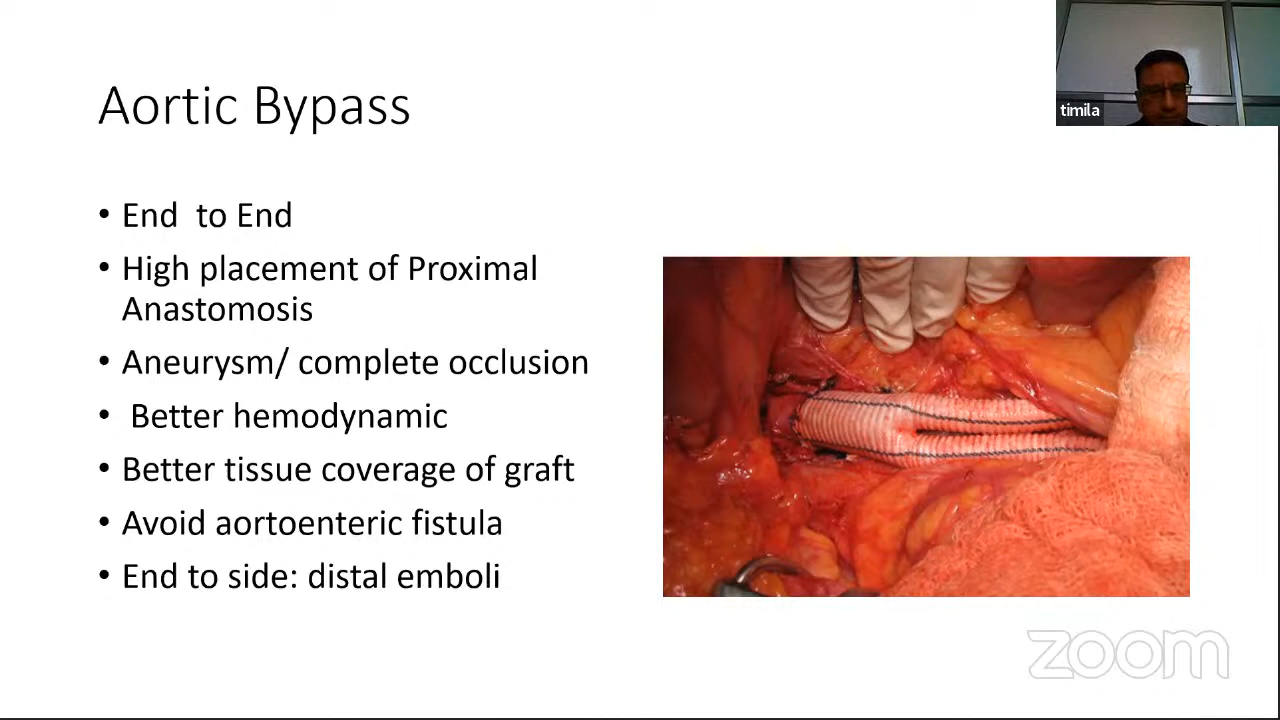 Aortic Bypass
timila
• End  to End
• High placement of Proximal
Anastomosis
• Aneurysm/ complete occlusion
•  Better hemodynamic
• Better tissue coverage of graft
• Avoid aortoenteric fistula
• End to side: distal emboli
zoom